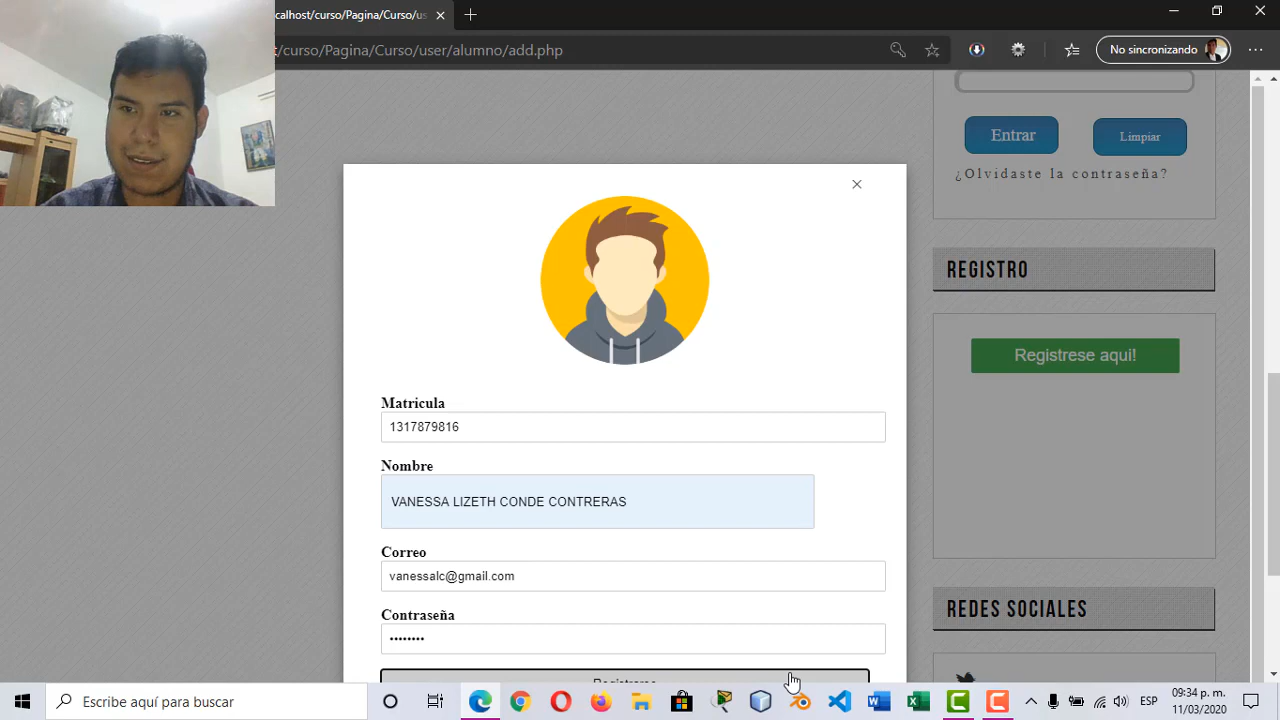 calhost/curso/Pagina/Curso/us
t/curso/Pagina/Curso/user/alumno/add.php
No sincronizando
Entrar
Limpiar
¿Olvidaste la contraseña?
REGISTRO
Registrese aqui!
Matricula
1317879816
Nombre
VANESSA LIZETH CONDE CONTRERAS
Correo
vanessalc@gmail.com
Contraseña
••••••••
Registrarse
REDES SOCIALES
Escribe aquí para buscar
ESP
09:34 p. m.
11/03/2020